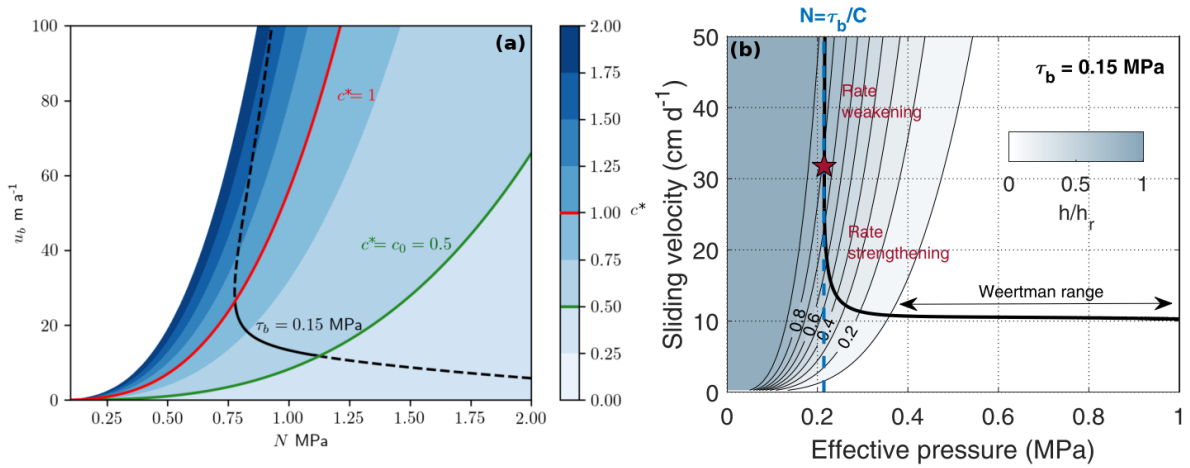 (a)
100
80
60
40
20
0
u_b m a⁻¹
0.25 0.50 0.75 1.00 1.25 1.50 1.75 2.00
N MPa
c*= 1
c*= c₀ = 0.5
τ_b = 0.15 MPa
2.00
1.75
1.50
1.25
1.00
0.75
0.50
0.25
0.00
c*
N=τ_b/C
(b)
τ_b = 0.15 MPa
50
40
30
20
10
0
Sliding velocity (cm d⁻¹)
Rate
weakening
Rate
strengthening
0 0.5 1
h/h_r
Weertman range
0.8
0.6
0.4
0.2
0 0.2 0.4 0.6 0.8 1
Effective pressure (MPa)